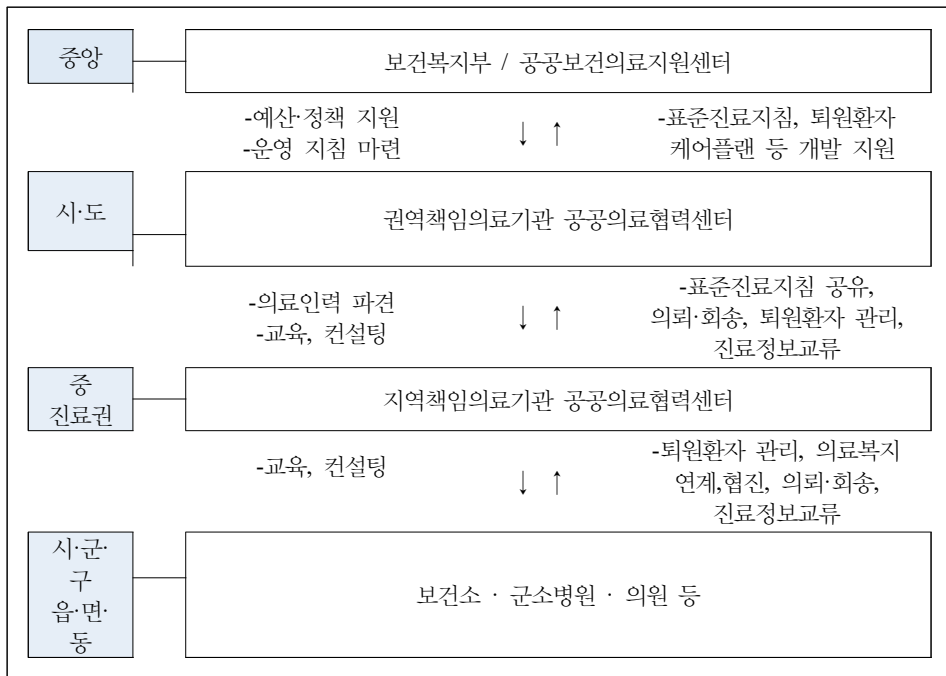 중앙
보건복지부 / 공공보건의료지원센터
-예산·정책 지원
-운영 지침 마련
↓ ↑
-표준진료지침, 퇴원환자
케어플랜 등 개발 지원
시·도
권역책임의료기관 공공의료협력센터
-의료인력 파견
-교육, 컨설팅
↓ ↑
-표준진료지침 공유,
의뢰·회송, 퇴원환자 관리,
진료정보교류
중
진료권
지역책임의료기관 공공의료협력센터
-교육, 컨설팅
↓ ↑
-퇴원환자 관리, 의료복지
연계,협진, 의뢰·회송,
진료정보교류
시·군·
구
읍·면·
동
보건소 · 군소병원 · 의원 등